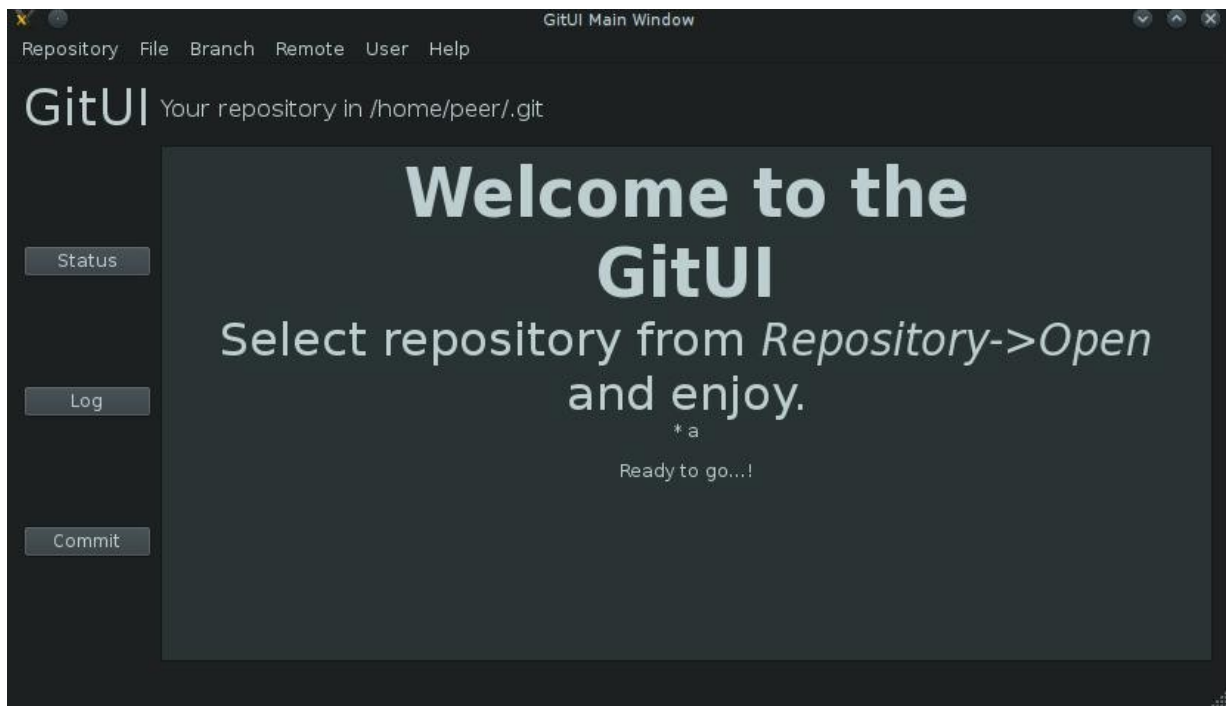 GitUI Main Window
Repository File Branch Remote User Help
GitUI Your repository in /home/peer/.git
Welcome to the
GitUI
Select repository from Repository->Open
and enjoy.
* a
Ready to go...!
Status
Log
Commit